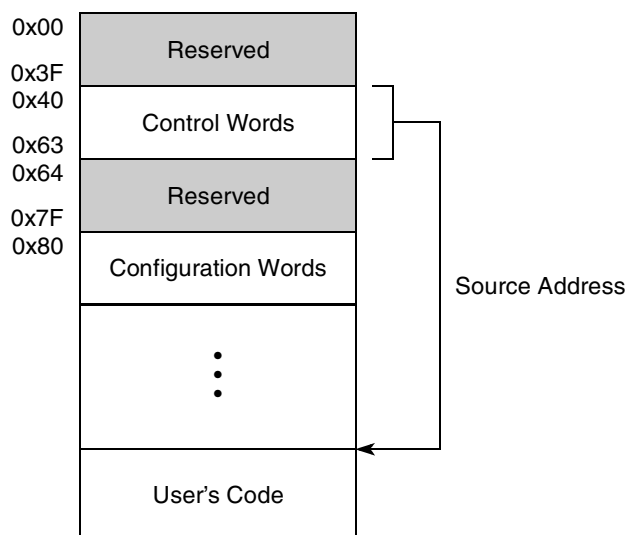 0x00
Reserved
0x3F
0x40
Control Words
0x63
0x64
Reserved
0x7F
0x80
Configuration Words
Source Address
User's Code